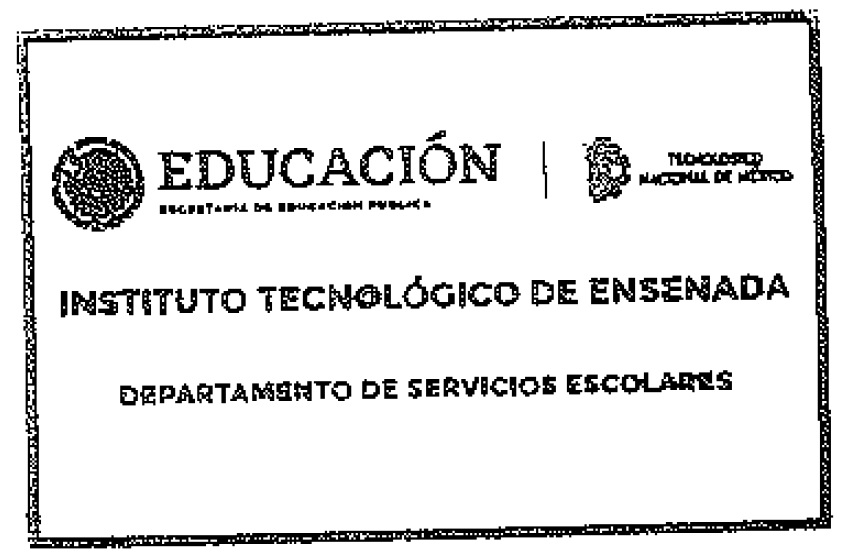 EDUCACIÓN
SECRETARÍA DE EDUCACIÓN PÚBLICA
TECNOLÓGICO
NACIONAL DE MÉXICO
INSTITUTO TECNOLÓGICO DE ENSENADA
DEPARTAMENTO DE SERVICIOS ESCOLARES